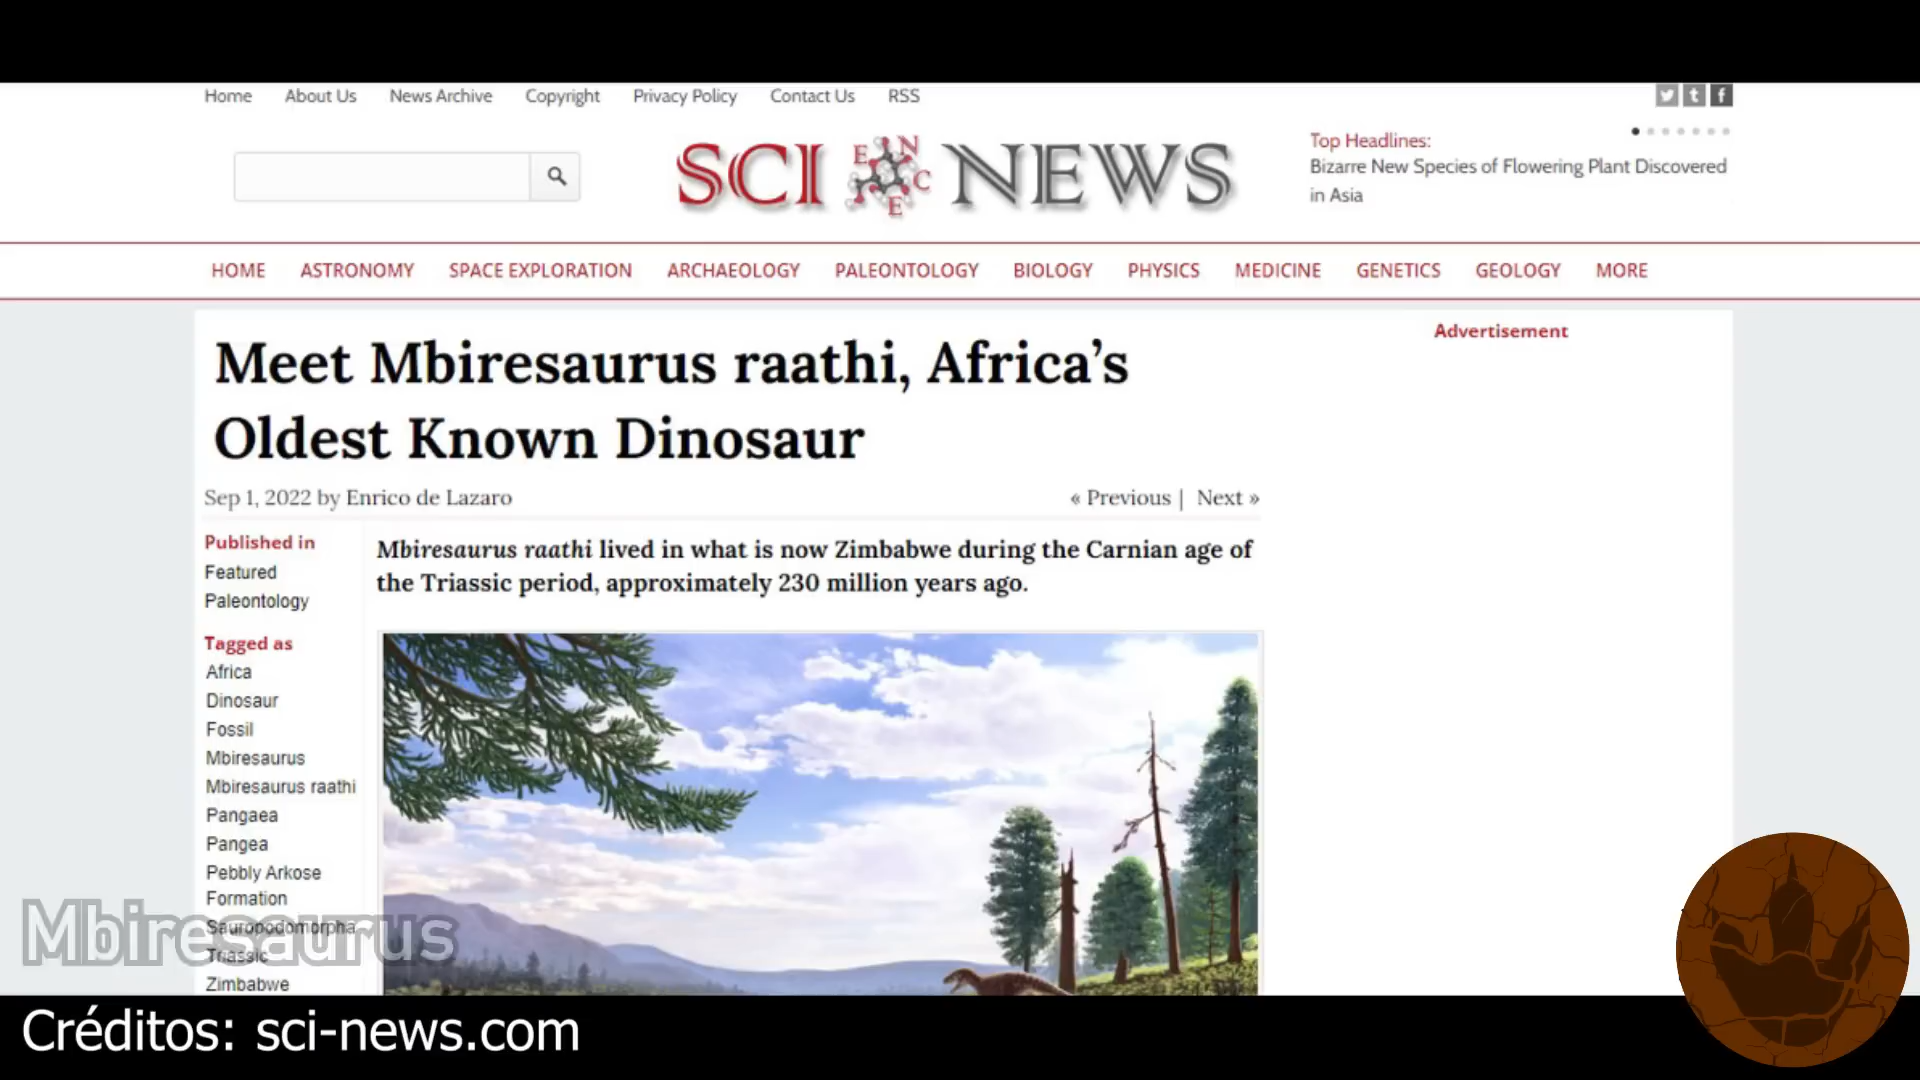 Home About Us News Archive Copyright Privacy Policy Contact Us RSS
SCIENCE NEWS
Top Headlines:
Bizarre New Species of Flowering Plant Discovered
in Asia
HOME ASTRONOMY SPACE EXPLORATION ARCHAEOLOGY PALEONTOLOGY BIOLOGY PHYSICS MEDICINE GENETICS GEOLOGY MORE
Meet Mbiresaurus raathi, Africa’s
Oldest Known Dinosaur
Sep 1, 2022 by Enrico de Lazaro
« Previous | Next »
Advertisement
Published in
Featured
Paleontology
Tagged as
Africa
Dinosaur
Fossil
Mbiresaurus
Mbiresaurus raathi
Pangaea
Pangea
Pebbly Arkose
Formation
Sauropodomorpha
Triassic
Zimbabwe
Mbiresaurus raathi lived in what is now Zimbabwe during the Carnian age of
the Triassic period, approximately 230 million years ago.
Mbiresaurus
Créditos: sci-news.com